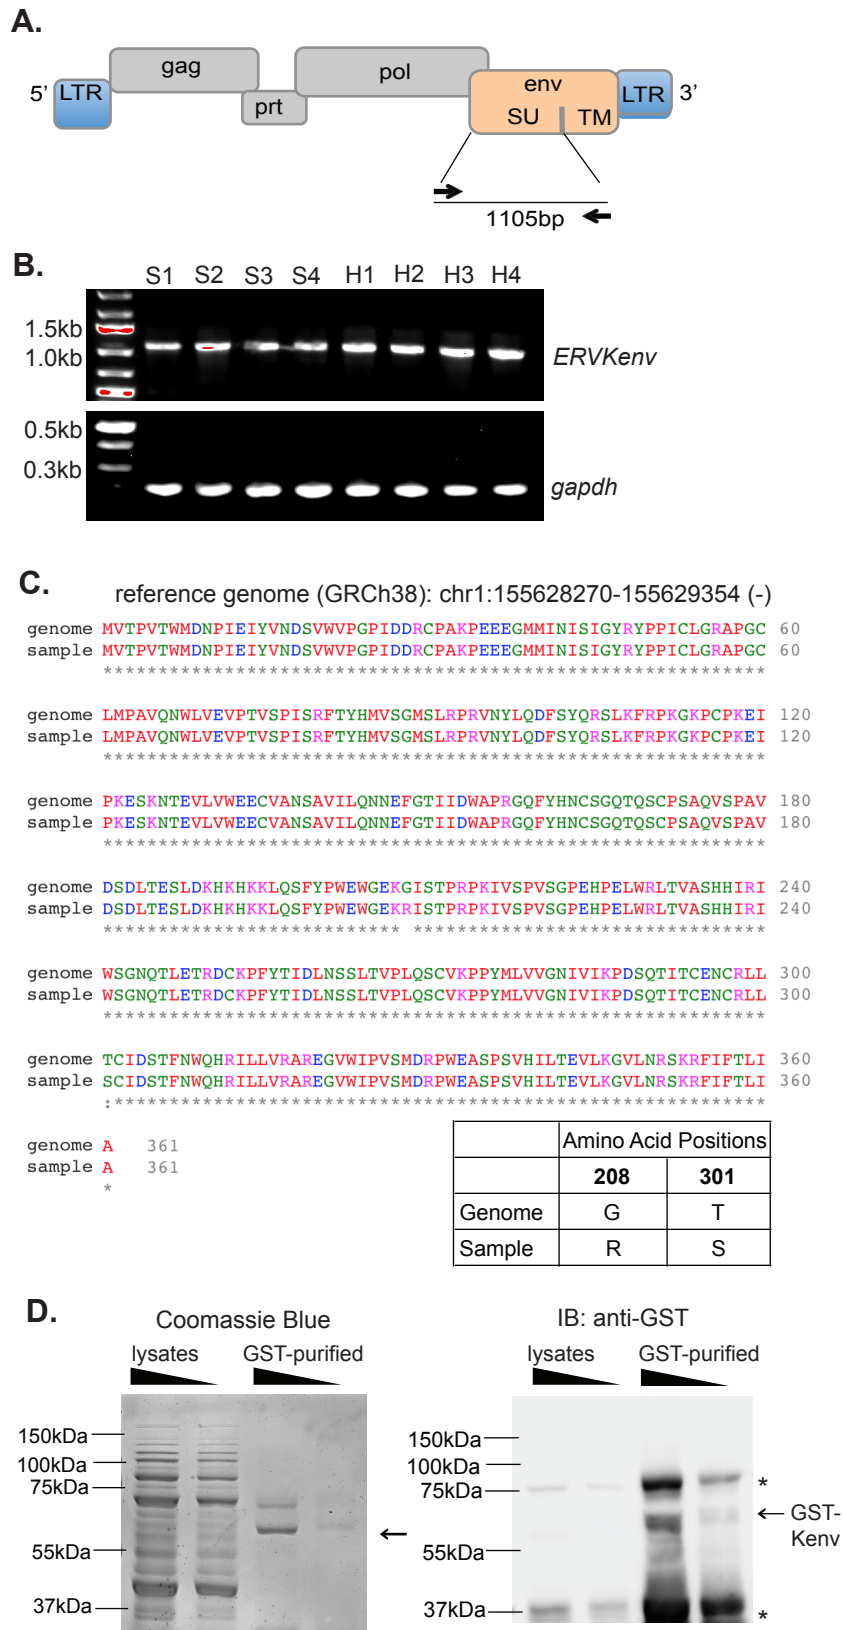 A.
5' LTR gag prt pol env SU TM LTR 3'
1105bp
B.
S1 S2 S3 S4 H1 H2 H3 H4
1.5kb
1.0kb
ERVKenv
0.5kb
0.3kb
gapdh
C.
reference genome (GRCh38): chr1:155628270-155629354 (-)
genome MVTPVTWMDNPIEIYVNDSVWVPGPIDDRCPAKPEEEGMMINISIGYRYPPICLGRAPGC 60
sample MVTPVTWMDNPIEIYVNDSVWVPGPIDDRCPAKPEEEGMMINISIGYRYPPICLGRAPGC 60
************************************************************
genome LMPAVQNWLVEVPTVSPISRFTYHMVSGMSLRPRVNYLQDFSYQRSLKFRPKGKPCPKEI 120
sample LMPAVQNWLVEVPTVSPISRFTYHMVSGMSLRPRVNYLQDFSYQRSLKFRPKGKPCPKEI 120
************************************************************
genome PKESKNTEVLVWEECVANSAVILQNNEFGTIIDWAPRGQFYHNCSGQTQSCPSAQVSPAV 180
sample PKESKNTEVLVWEECVANSAVILQNNEFGTIIDWAPRGQFYHNCSGQTQSCPSAQVSPAV 180
************************************************************
genome DSDLTESLDKHKHKKLQSFYPWEWGEKGISTPRPKIVSPVSGPEHPELWRLTVASHHIRI 240
sample DSDLTESLDKHKHKKLQSFYPWEWGEKRISTPRPKIVSPVSGPEHPELWRLTVASHHIRI 240
*************************** ********************************
genome WSGNQTLETRDCKPFYTIDLNSSLTVPLQSCVKPPYMLVVGNIVIKPDSQTITCENCRLL 300
sample WSGNQTLETRDCKPFYTIDLNSSLTVPLQSCVKPPYMLVVGNIVIKPDSQTITCENCRLL 300
************************************************************
genome TCIDSTFNWQHRILLVRAREGVWIPVSMDRPWEASPSVHILTEVLKGVLNRSKRFIFTLI 360
sample SCIDSTFNWQHRILLVRAREGVWIPVSMDRPWEASPSVHILTEVLKGVLNRSKRFIFTLI 360
:***********************************************************
genome A 361
sample A 361
*
Amino Acid Positions
208 301
Genome G T
Sample R S
D.
Coomassie Blue
lysates GST-purified
150kDa
100kDa
75kDa
55kDa
37kDa
IB: anti-GST
lysates GST-purified
150kDa
100kDa
75kDa
55kDa
37kDa
*
GST-
Kenv
*